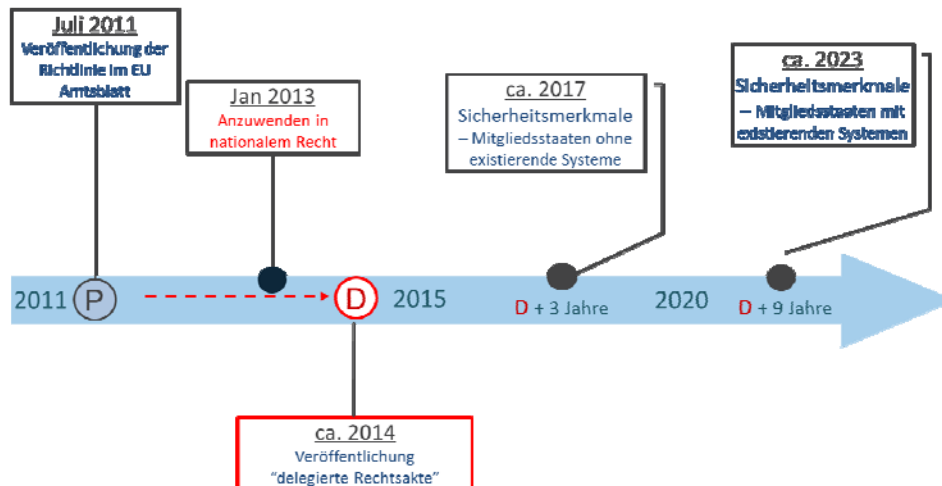 Juli 2011
Veröffentlichung der
Richtlinie im EU
Amtsblatt
Jan 2013
Anzuwenden in
nationalem Recht
ca. 2017
Sicherheitsmerkmale
– Mitgliedsstaaten ohne
existierende Systeme
ca. 2023
Sicherheitsmerkmale
– Mitgliedsstaaten mit
existierenden Systemen
2011 P D 2015 2020
D + 3 Jahre
D + 9 Jahre
ca. 2014
Veröffentlichung
"delegierte Rechtsakte"